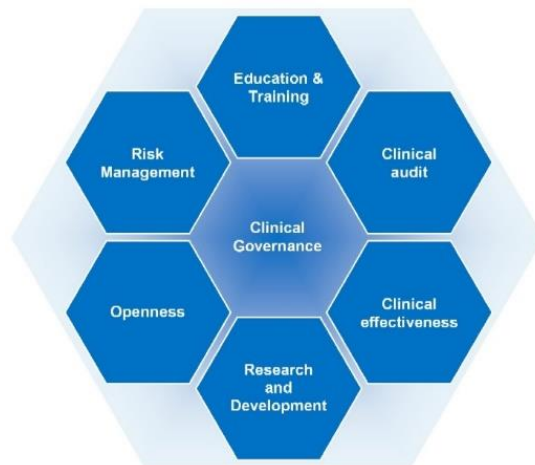 Education &
Training
Risk
Management
Clinical
audit
Clinical
Governance
Openness
Clinical
effectiveness
Research
and
Development